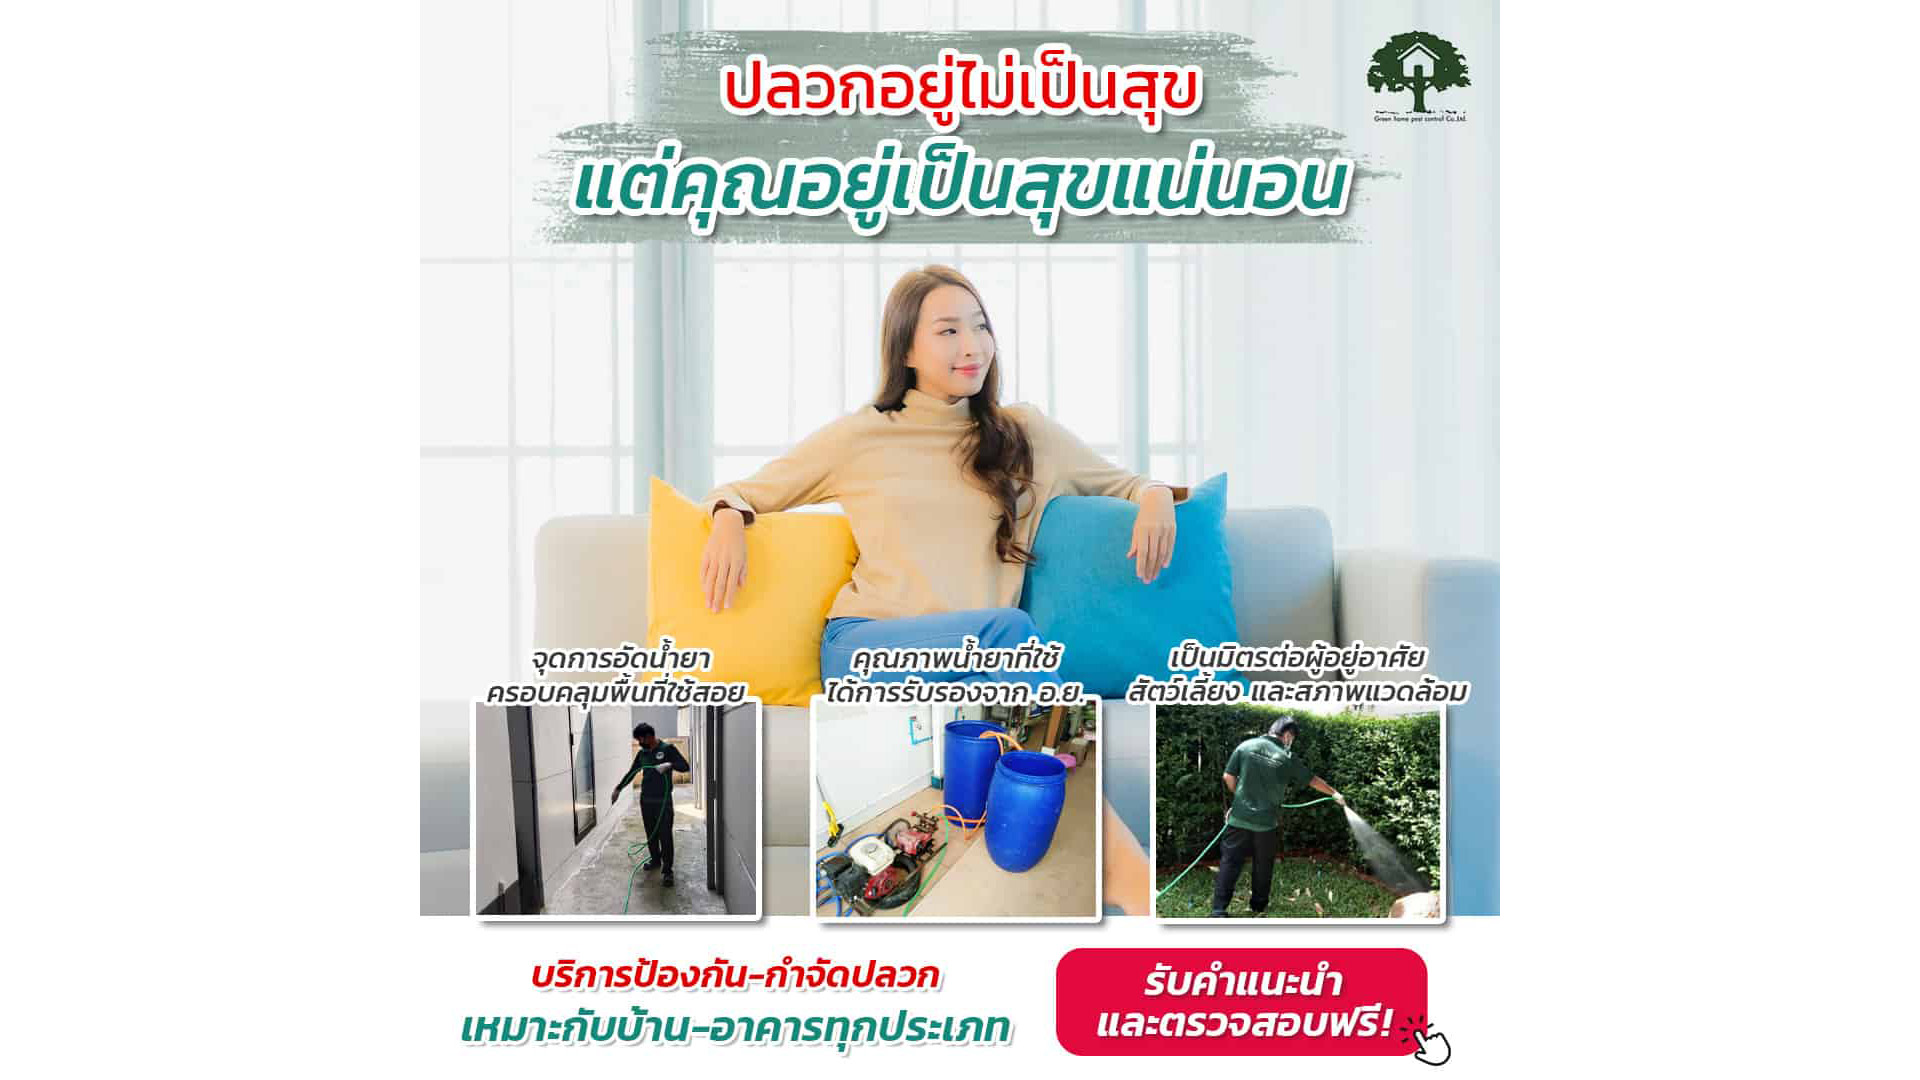 ปลวกอยู่ไม่เป็นสุข
แต่คุณอยู่เป็นสุขแน่นอน
Green home pest control Co.,Ltd.
จุดการอัดน้ำยา
ครอบคลุมพื้นที่ใช้สอย
คุณภาพน้ำยาที่ใช้
ได้การรับรองจาก อ.ย.
เป็นมิตรต่อผู้อยู่อาศัย
สัตว์เลี้ยง และสภาพแวดล้อม
บริการป้องกัน-กำจัดปลวก
เหมาะกับบ้าน-อาคารทุกประเภท
รับคำแนะนำ
และตรวจสอบฟรี!